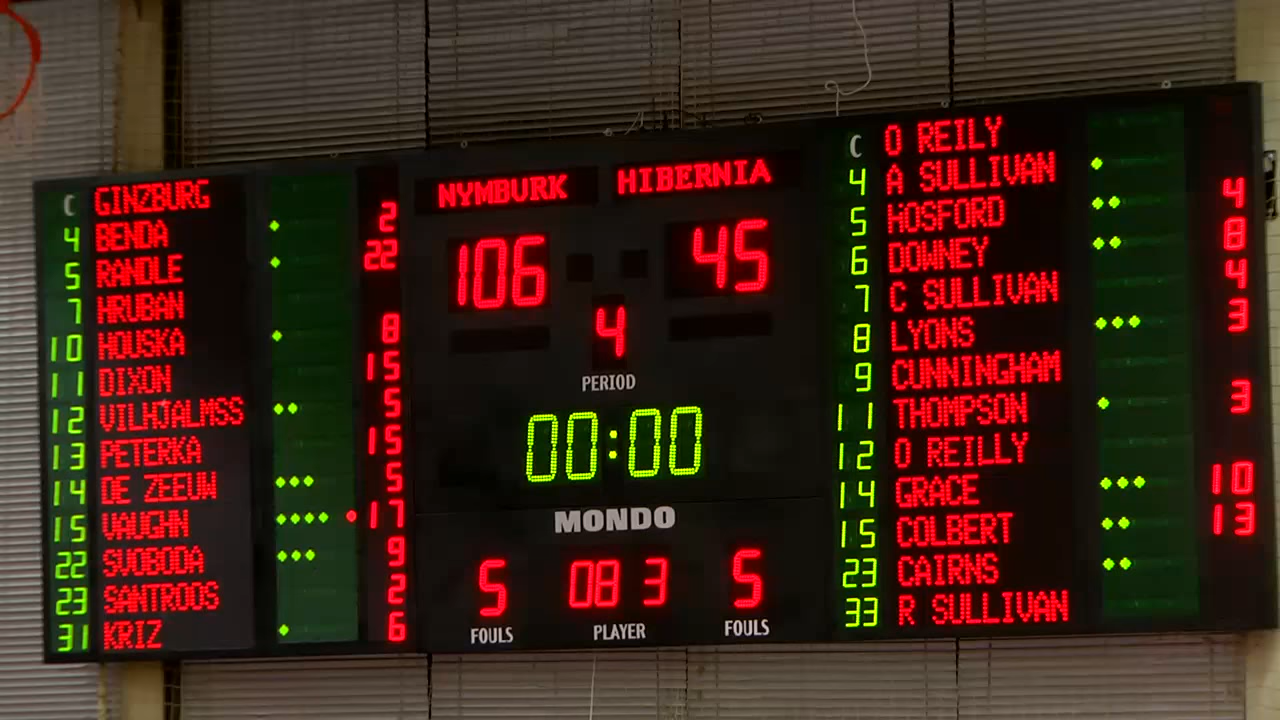 C GINZBURG
4 BENDA 2
5 RANDLE 22
7 HRUBAN
10 HOUSKA 8
11 DIXON 15
12 VILHJALMSS 5
13 PETERKA 15
14 DE ZEEUW 5
15 VAUGHN 17
22 SVOBODA 9
23 SANTROOS 2
31 KRIZ 6
NYMBURK HIBERNIA
106 45
4
PERIOD
00:00
MONDO
5 08 3 5
FOULS PLAYER FOULS
C O REILY
4 A SULLIVAN
5 HOSFORD 4
6 DOWNEY 8
7 C SULLIVAN 4
8 LYONS 3
9 CUNNINGHAM
11 THOMPSON 3
12 O REILLY
14 GRACE 10
15 COLBERT 13
23 CAIRNS
33 R SULLIVAN